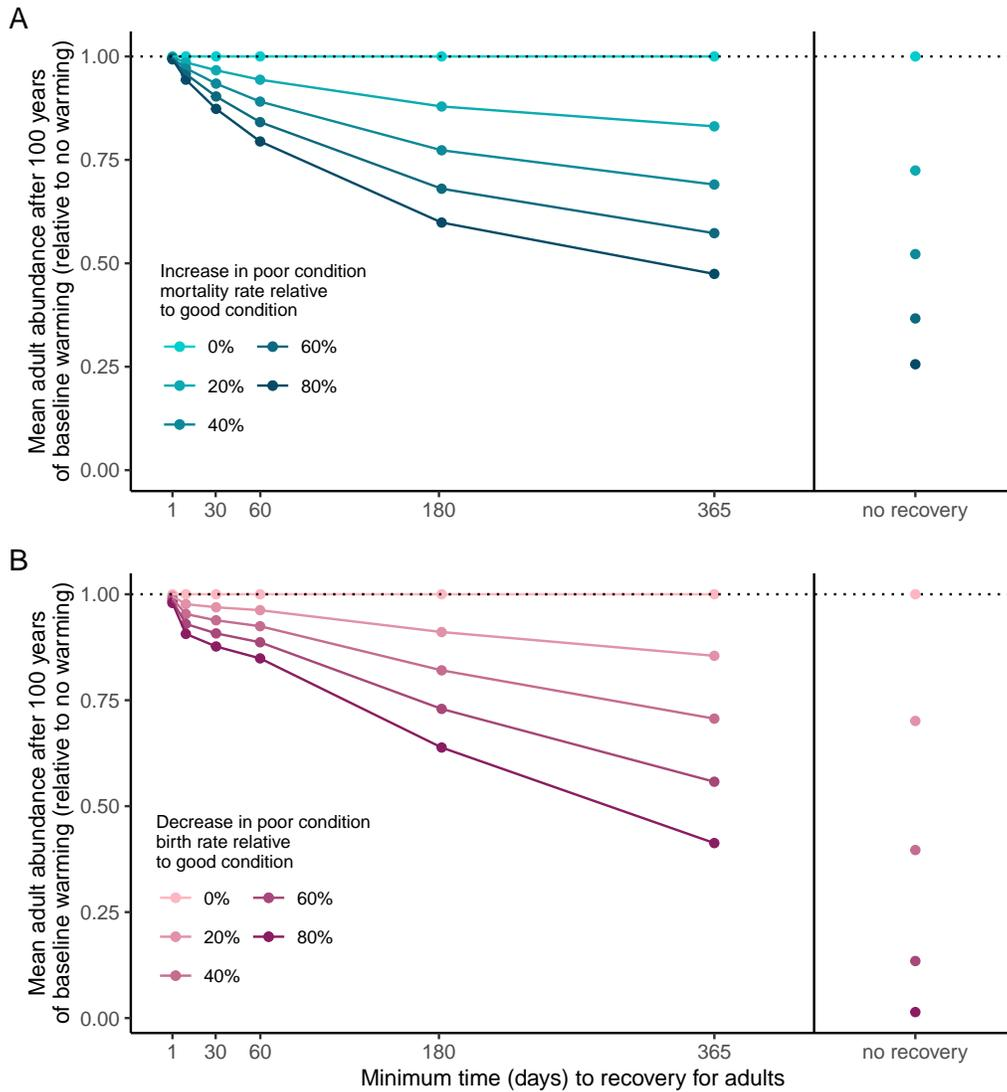 A
Mean adult abundance after 100 years
of baseline warming (relative to no warming)
1.00
0.75
0.50
0.25
0.00
Increase in poor condition
mortality rate relative
to good condition
0% 60%
20% 80%
40%
1 30 60 180 365 no recovery
B
Mean adult abundance after 100 years
of baseline warming (relative to no warming)
1.00
0.75
0.50
0.25
0.00
Decrease in poor condition
birth rate relative
to good condition
0% 60%
20% 80%
40%
1 30 60 180 365 no recovery
Minimum time (days) to recovery for adults